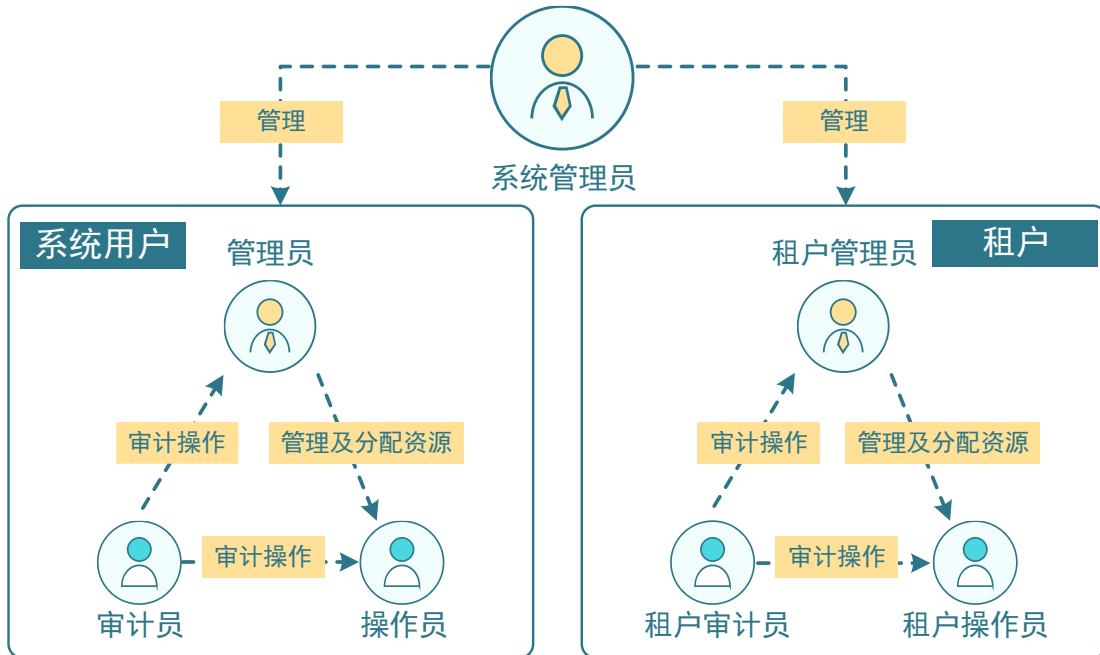 管理
管理
系统管理员
系统用户
管理员
审计操作
管理及分配资源
审计操作
审计员
操作员
租户管理员
租户
审计操作
管理及分配资源
审计操作
租户审计员
租户操作员